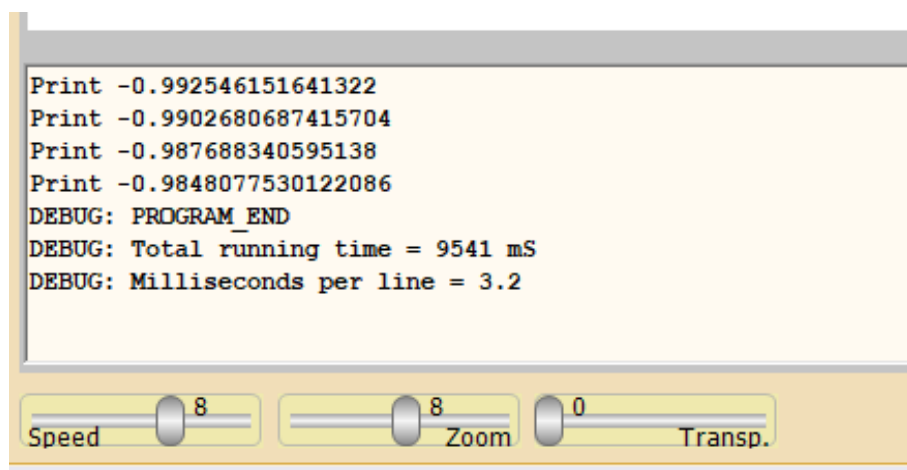 Print -0.992546151641322
Print -0.9902680687415704
Print -0.987688340595138
Print -0.9848077530122086
DEBUG: PROGRAM_END
DEBUG: Total running time = 9541 mS
DEBUG: Milliseconds per line = 3.2
8 8 0
Speed Zoom Transp.